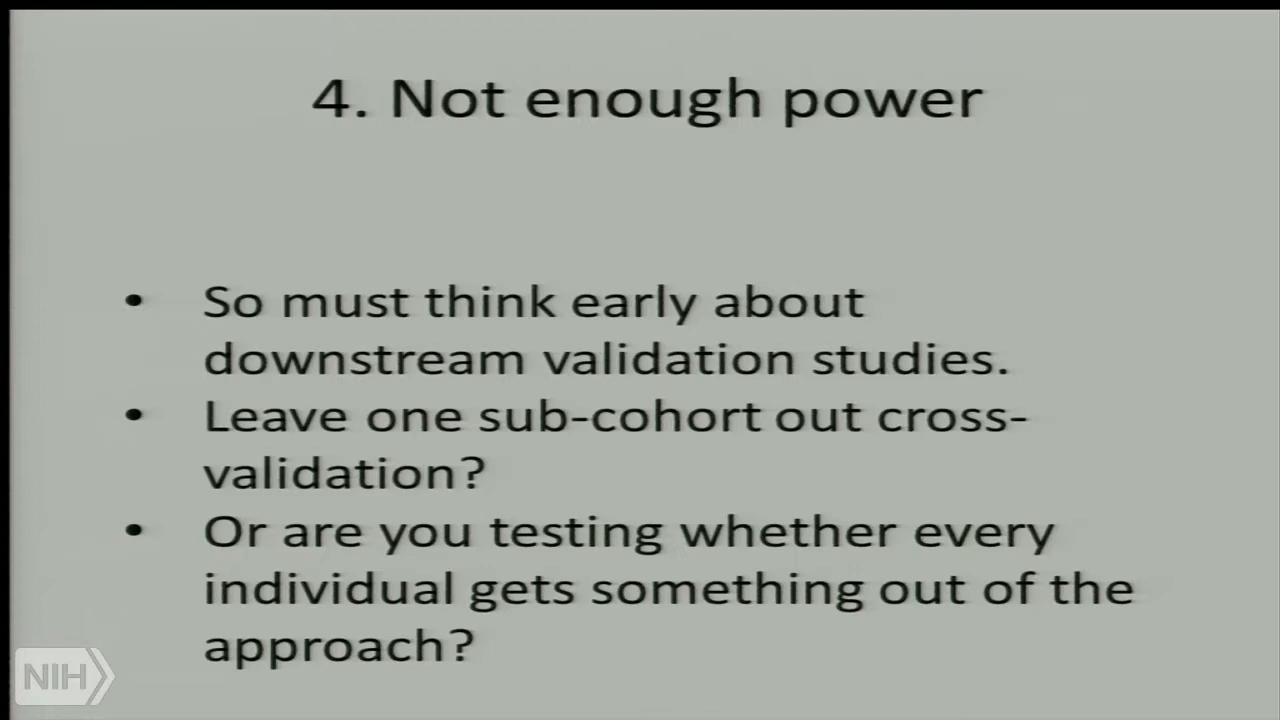 4. Not enough power
• So must think early about
downstream validation studies.
• Leave one sub-cohort out cross-
validation?
• Or are you testing whether every
individual gets something out of the
approach?
NIH